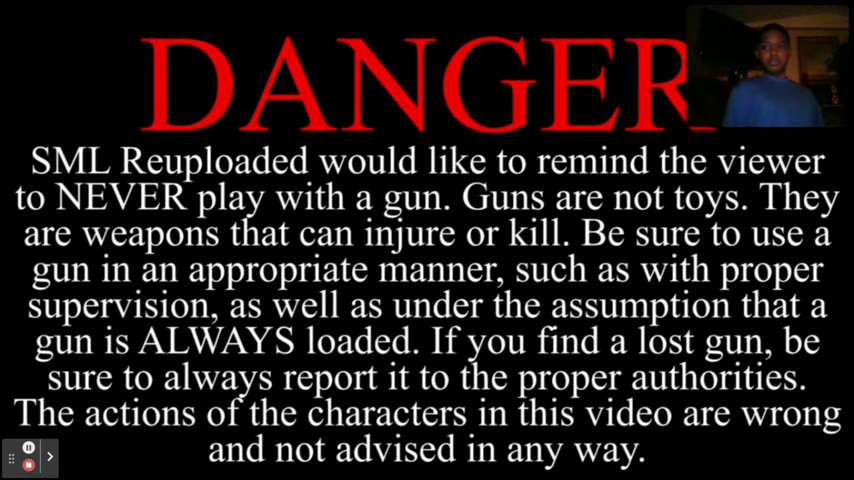 DANGER
SML Reuploaded would like to remind the viewer
to NEVER play with a gun. Guns are not toys. They
are weapons that can injure or kill. Be sure to use a
gun in an appropriate manner, such as with proper
supervision, as well as under the assumption that a
gun is ALWAYS loaded. If you find a lost gun, be
sure to always report it to the proper authorities.
The actions of the characters in this video are wrong
and not advised in any way.